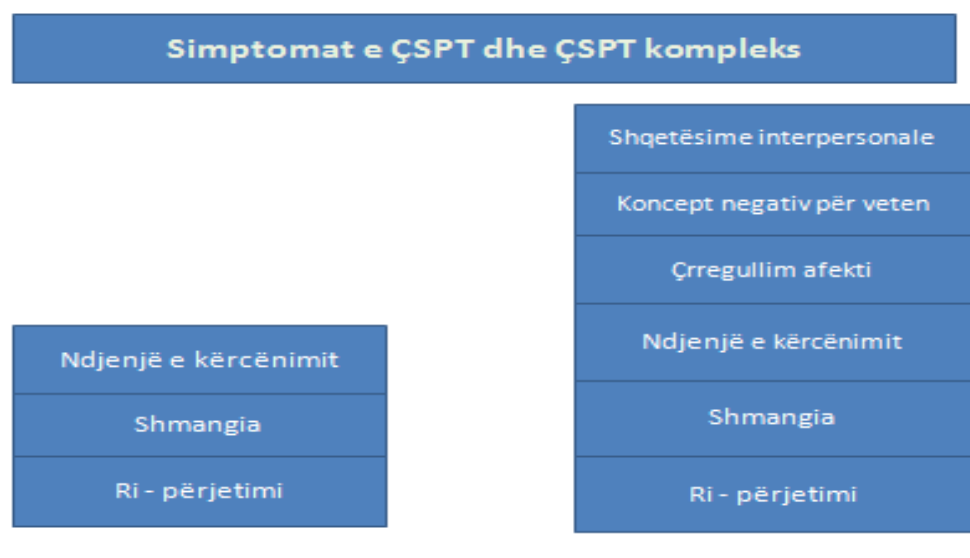 Simptomat e ÇSPT dhe ÇSPT kompleks
Ndjenjë e kërcënimit
Shmangia
Ri - përjetimi
Shqetësime interpersonale
Koncept negativ për veten
Çrregullim afekti
Ndjenjë e kërcënimit
Shmangia
Ri - përjetimi